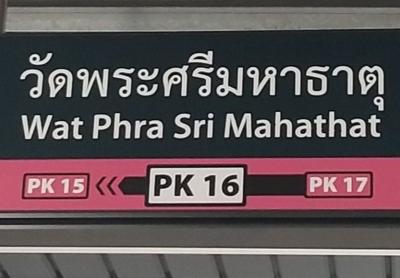 วัดพระศรีมหาธาตุ
Wat Phra Sri Mahathat
PK 15 PK 16 PK 17